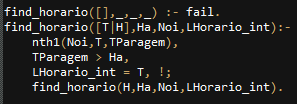 find_horario([],_,_,_) :- fail.
find_horario([T|H],Ha,Noi,LHorario_int):-
nth1(Noi,T,TParagem),
TParagem > Ha,
LHorario_int = T, !;
find_horario(H,Ha,Noi,LHorario_int).